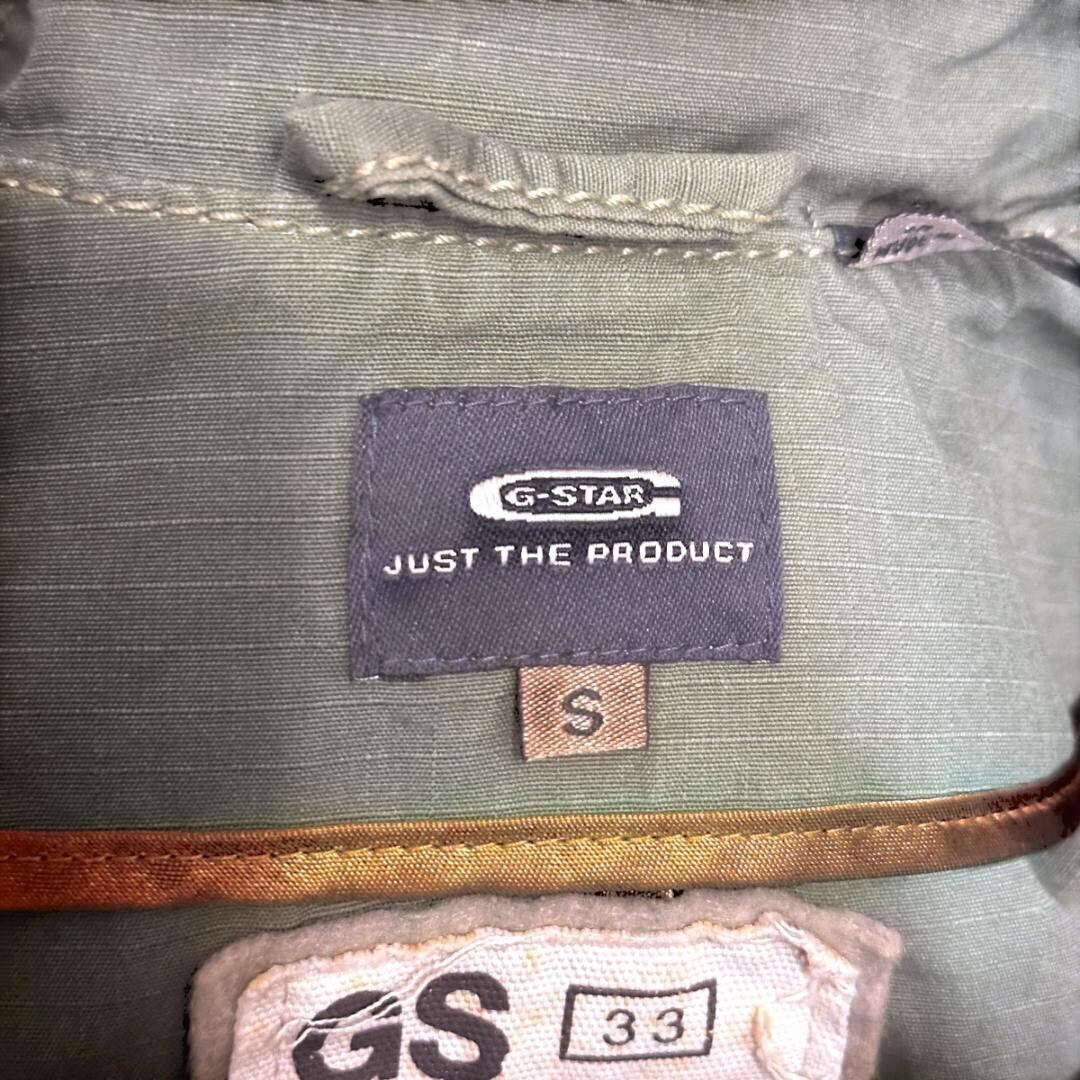 G-STAR
JUST THE PRODUCT
S
GS 33